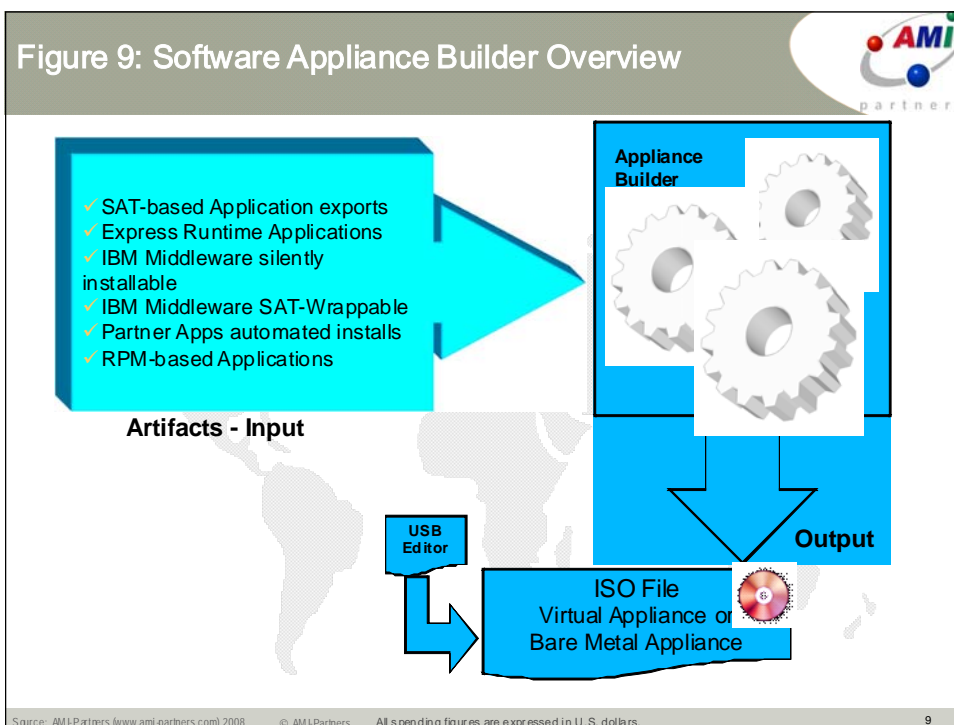 Figure 9: Software Appliance Builder Overview
AMI
partner
✓SAT-based Application exports
✓Express Runtime Applications
✓IBM Middleware silently
installable
✓IBM Middleware SAT-Wrappable
✓Partner Apps automated installs
✓RPM-based Applications
Artifacts - Input
Appliance
Builder
Output
USB
Editor
ISO File
Virtual Appliance or
Bare Metal Appliance
Source: AMI-Partners (www.ami-partners.com) 2008 © AMI-Partners All spending figures are expressed in U.S. dollars.
9